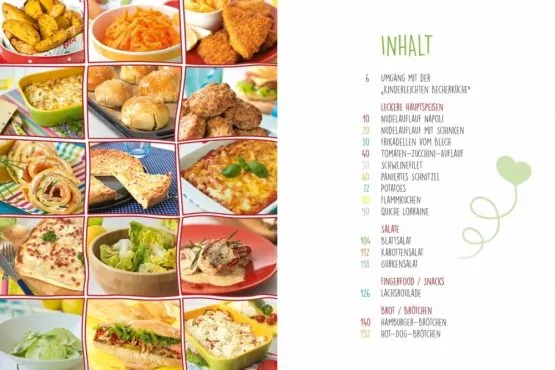 INHALT
6 UMGANG MIT DER
„KINDERLEICHTEN BECHERKÜCHE“
LECKERE HAUPTSPEISEN
10 NUDELAUFLAUF NAPOLI
20 NUDELAUFLAUF MIT SCHINKEN
30 FRIKADELLEN VOM BLECH
40 TOMATEN-ZUCCHINI-AUFLAUF
50 SCHWEINEFILET
60 PANIERTES SCHNITZEL
72 POTATOES
80 FLAMMKUCHEN
90 QUICHE LORRAINE
SALATE
104 BLATTSALAT
112 KAROTTENSALAT
118 GURKENSALAT
FINGERFOOD / SNACKS
126 LACHSROULADE
BROT / BRÖTCHEN
140 HAMBURGER-BRÖTCHEN
152 HOT-DOG-BRÖTCHEN